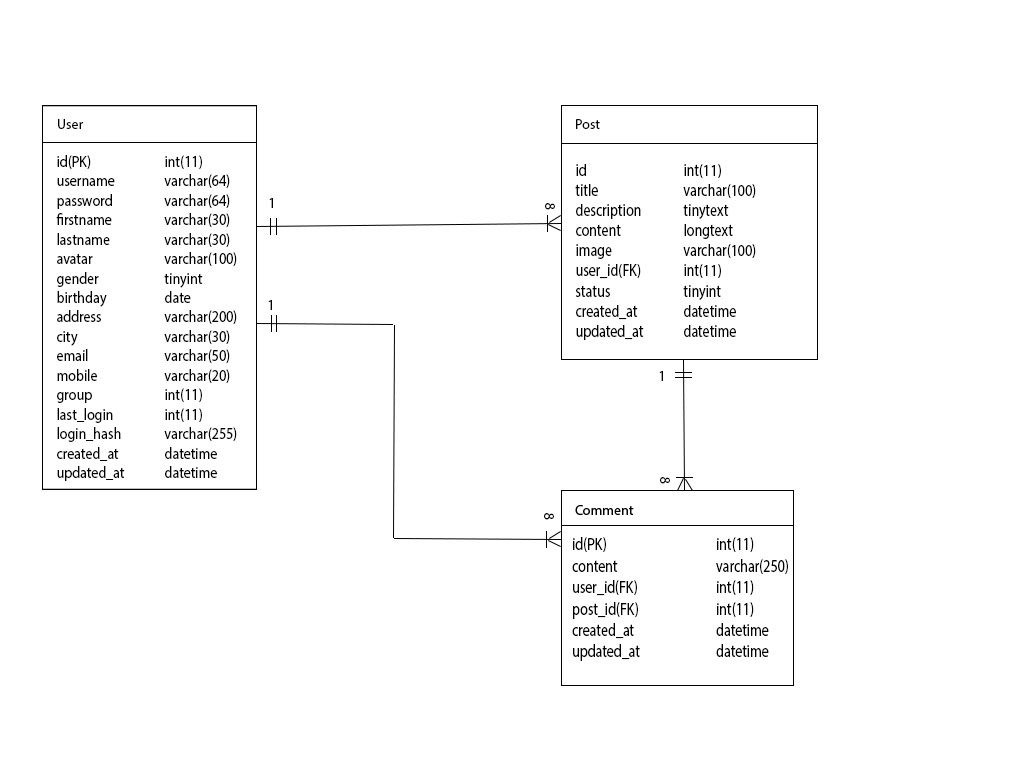 User
id(PK) int(11)
username varchar(64)
password varchar(64)
firstname varchar(30)
lastname varchar(30)
avatar varchar(100)
gender tinyint
birthday date
address varchar(200)
city varchar(30)
email varchar(50)
mobile varchar(20)
group int(11)
last_login int(11)
login_hash varchar(255)
created_at datetime
updated_at datetime
1
∞
1
∞
Post
id int(11)
title varchar(100)
description tinytext
content longtext
image varchar(100)
user_id(FK) int(11)
status tinyint
created_at datetime
updated_at datetime
1
∞
Comment
id(PK) int(11)
content varchar(250)
user_id(FK) int(11)
post_id(FK) int(11)
created_at datetime
updated_at datetime